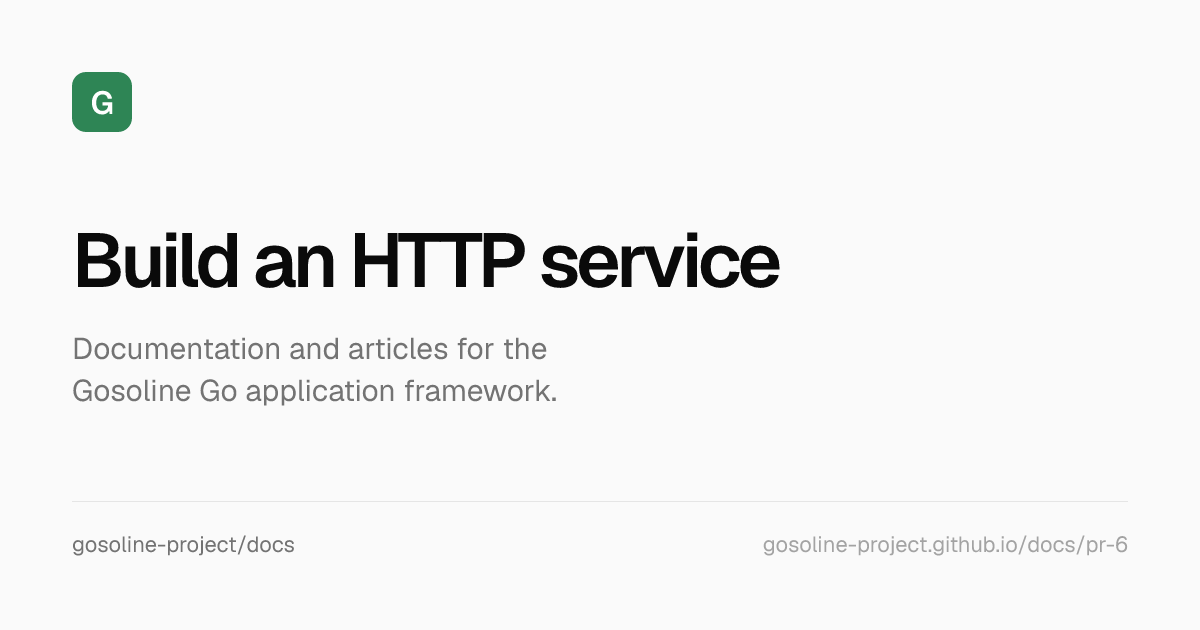 G
Build an HTTP service
Documentation and articles for the
Gosoline Go application framework.
gosoline-project/docs
gosoline-project.github.io/docs/pr-6